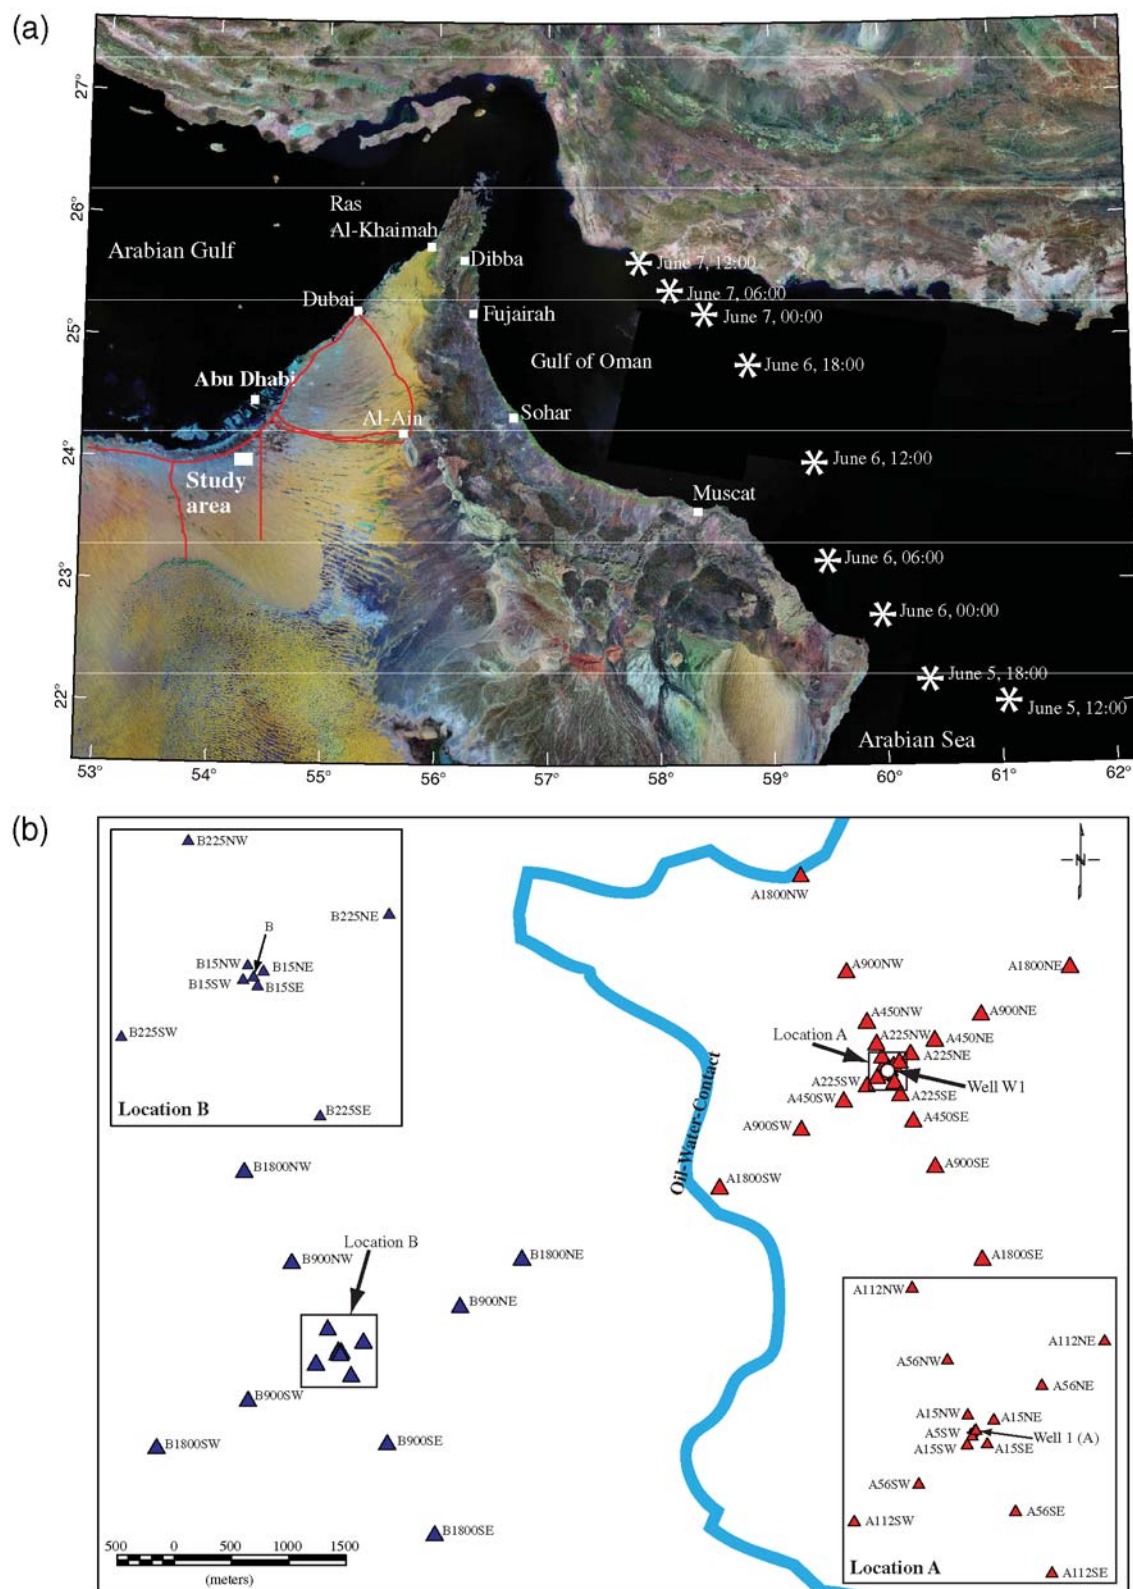 (a)
27°
26°
25°
24°
23°
22°
53°
54°
55°
56°
57°
58°
59°
60°
61°
62°
Ras
Al-Khaimah
Arabian Gulf
Dibba
Dubai
Fujairah
Gulf of Oman
Abu Dhabi
Al-Ain
Sohar
Study
area
Muscat
Arabian Sea
June 7, 12:00
June 7, 06:00
June 7, 00:00
June 6, 18:00
June 6, 12:00
June 6, 06:00
June 6, 00:00
June 5, 18:00
June 5, 12:00
(b)
B225NW
B225NE
B
B15NW
B15NE
B15SW
B15SE
B225SW
Location B
B225SE
N
A1800NW
A900NW
A1800NE
A900NE
A450NW
A225NW
A450NE
Location A
A225NE
A225SW
Well W1
A450SW
A225SE
A900SW
A450SE
A900SE
Oil-Water-Contact
A1800SW
A1800SE
B1800NW
Location B
B900NW
B1800NE
B900NE
B900SW
B1800SW
B900SE
B1800SE
500 0 500 1000 1500
(meters)
A112NW
A112NE
A56NW
A56NE
A15NW
A15NE
A5SW
Well 1 (A)
A15SW
A15SE
A56SW
A56SE
A112SW
Location A
A112SE